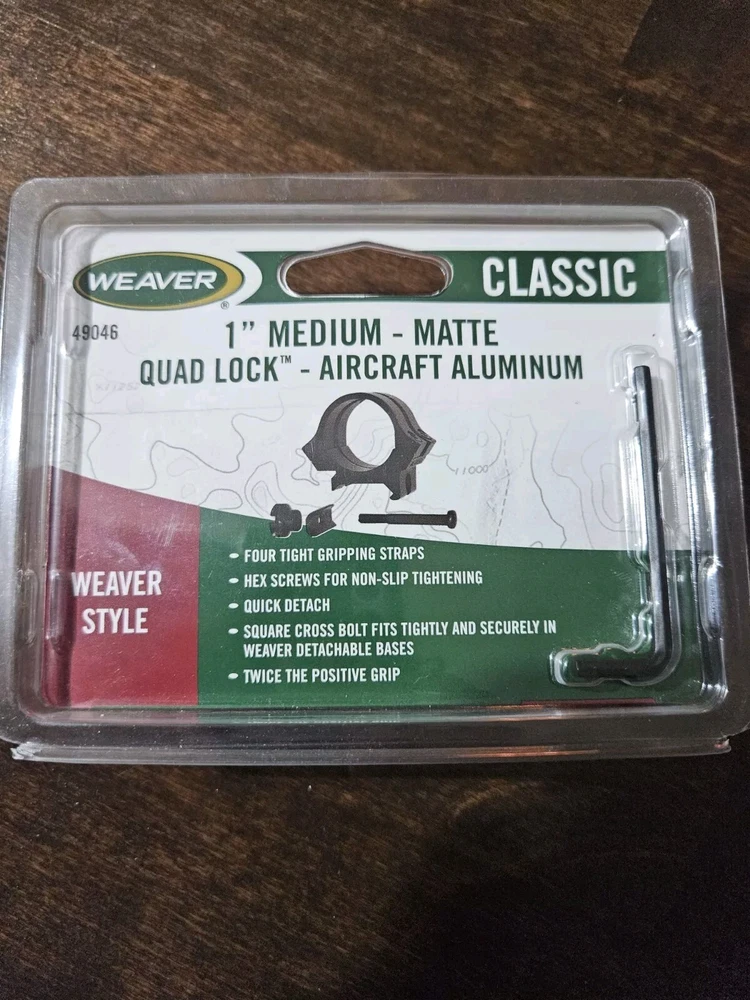 WEAVER®
CLASSIC
49046
1” MEDIUM - MATTE
QUAD LOCK™ - AIRCRAFT ALUMINUM
11000
WEAVER
STYLE
• FOUR TIGHT GRIPPING STRAPS
• HEX SCREWS FOR NON-SLIP TIGHTENING
• QUICK DETACH
• SQUARE CROSS BOLT FITS TIGHTLY AND SECURELY IN
WEAVER DETACHABLE BASES
• TWICE THE POSITIVE GRIP